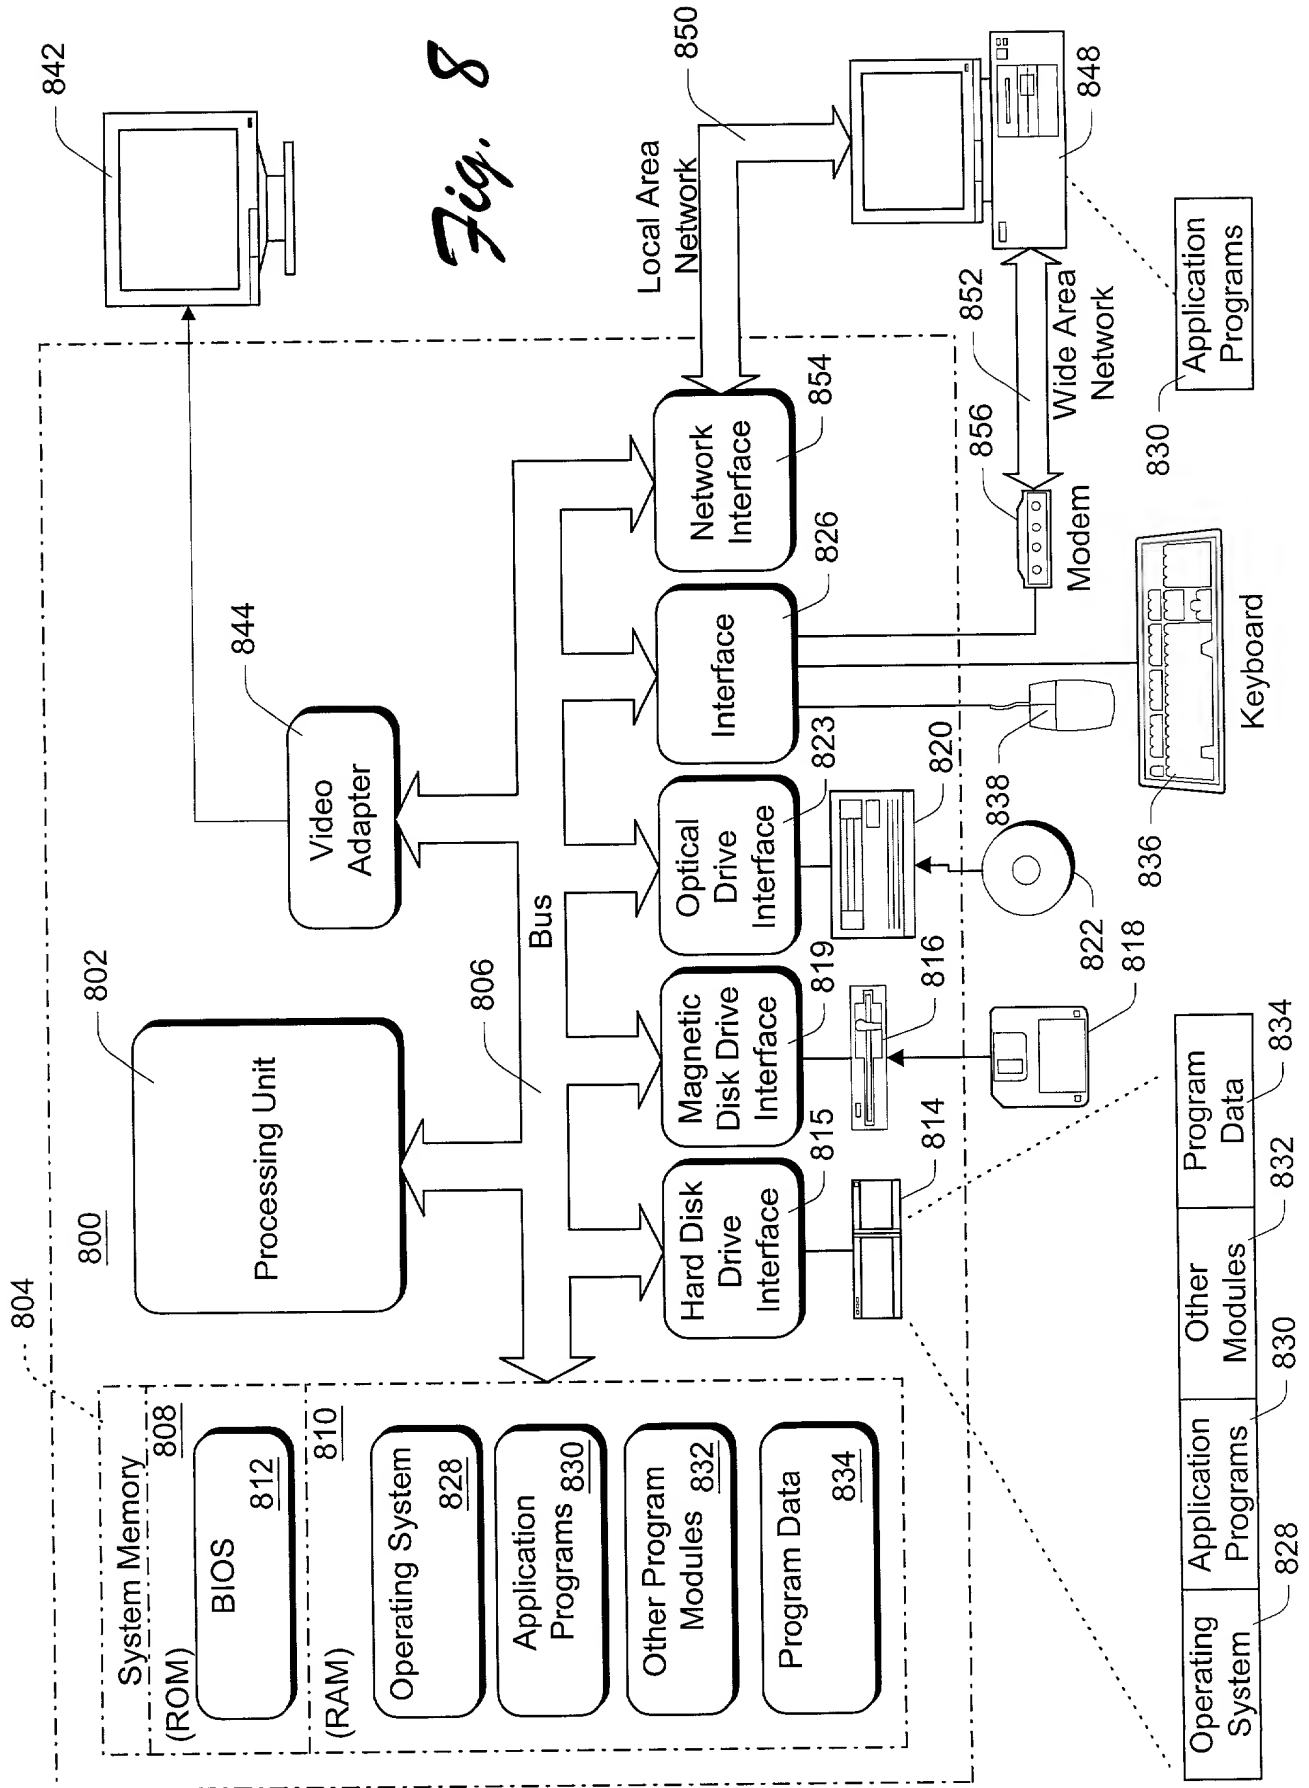 804
800
802
842
System Memory
(ROM) 808
BIOS
812
(RAM) 810
Operating System
828
Application
Programs 830
Other Program
Modules 832
Program Data
834
Processing Unit
844
Video
Adapter
Fig. 8
806
Bus
Hard Disk
Drive
Interface
815
Magnetic
Disk Drive
Interface
819
Optical
Drive
Interface
823
Interface
826
Network
Interface
854
Local Area
Network
850
814
816
820
818
822
838
836
Keyboard
Modem
856
852
Wide Area
Network
848
830
Application
Programs
Operating
System
Application
Programs
Other
Modules
Program
Data
828
830
832
834